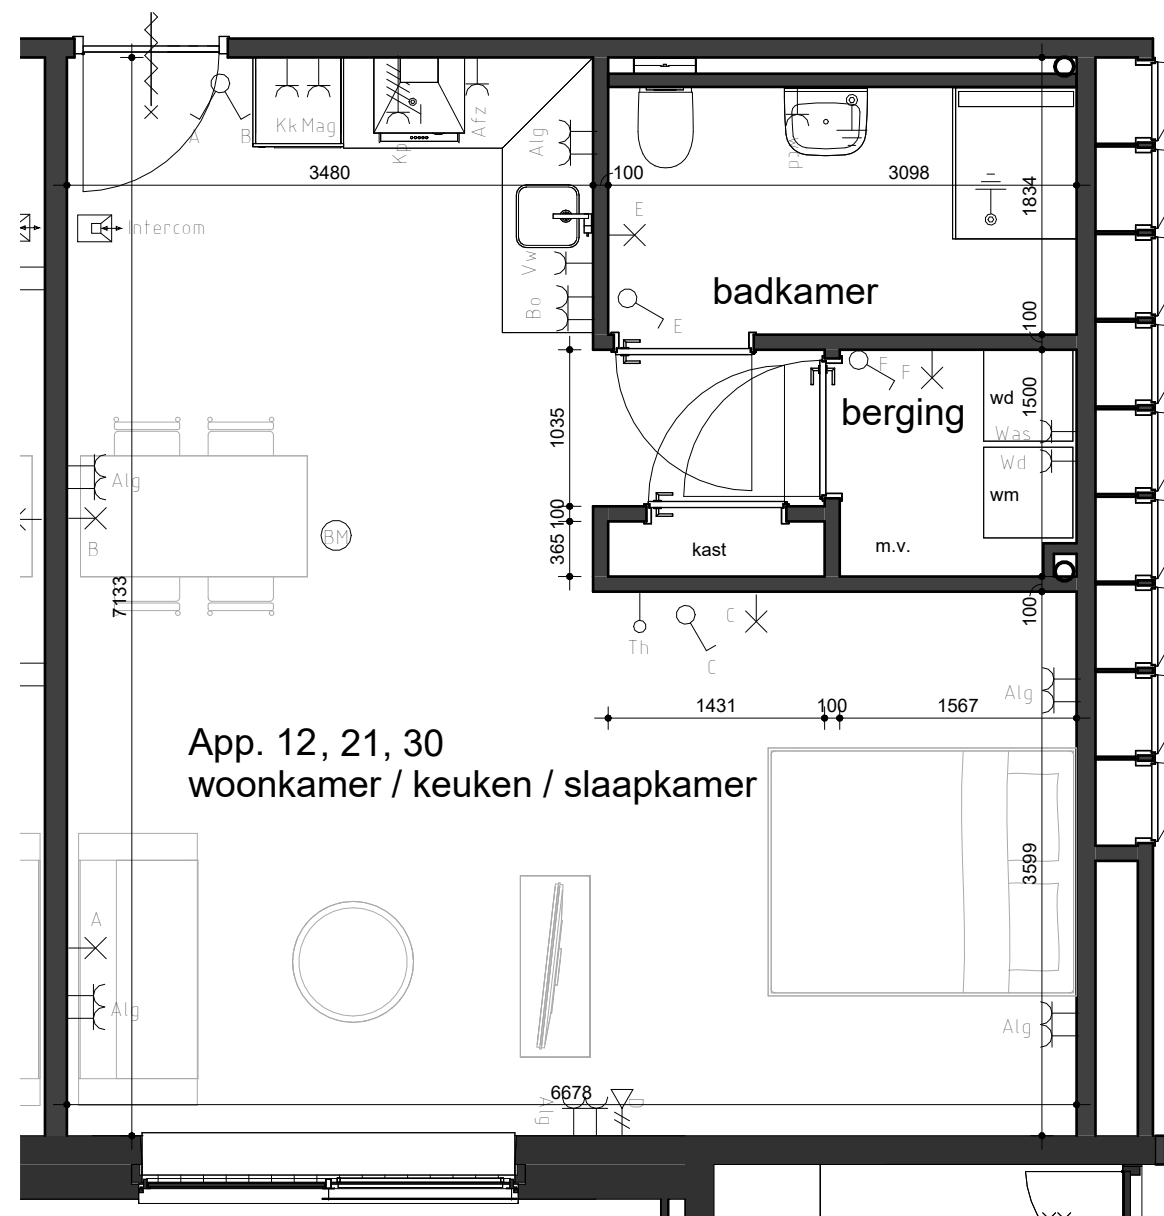 A
B
Kk Mag
Kp
Afz
Alg
Wcd
3480
100
3098
1834
Intercom
E
Vw
badkamer
Bo
E
100
F
F
wd
1500
berging
1035
Was
Alg
Wd
wm
100
B
BM
365
kast
m.v.
7133
100
Th
C
C
Alg
1431
100
1567
App. 12, 21, 30
woonkamer / keuken / slaapkamer
3599
A
Alg
Alg
6678
Alg
D